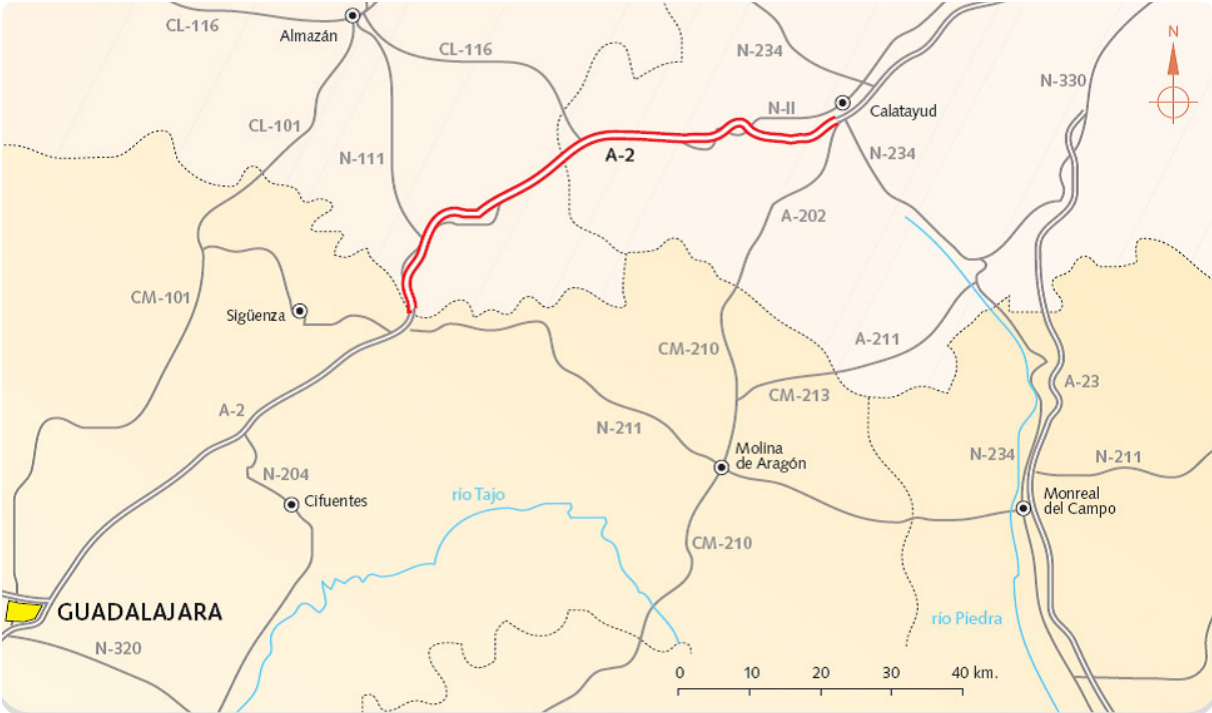 CL-116
Almazán
CL-116
N-234
N-330
N
N-II
Calatayud
CL-101
N-111
A-2
N-234
A-202
CM-101
Sigüenza
CM-210
A-211
A-23
CM-213
A-2
N-211
Molina
de Aragón
N-204
Cifuentes
río Tajo
N-234
N-211
Monreal
del Campo
CM-210
GUADALAJARA
río Piedra
N-320
0 10 20 30 40 km.